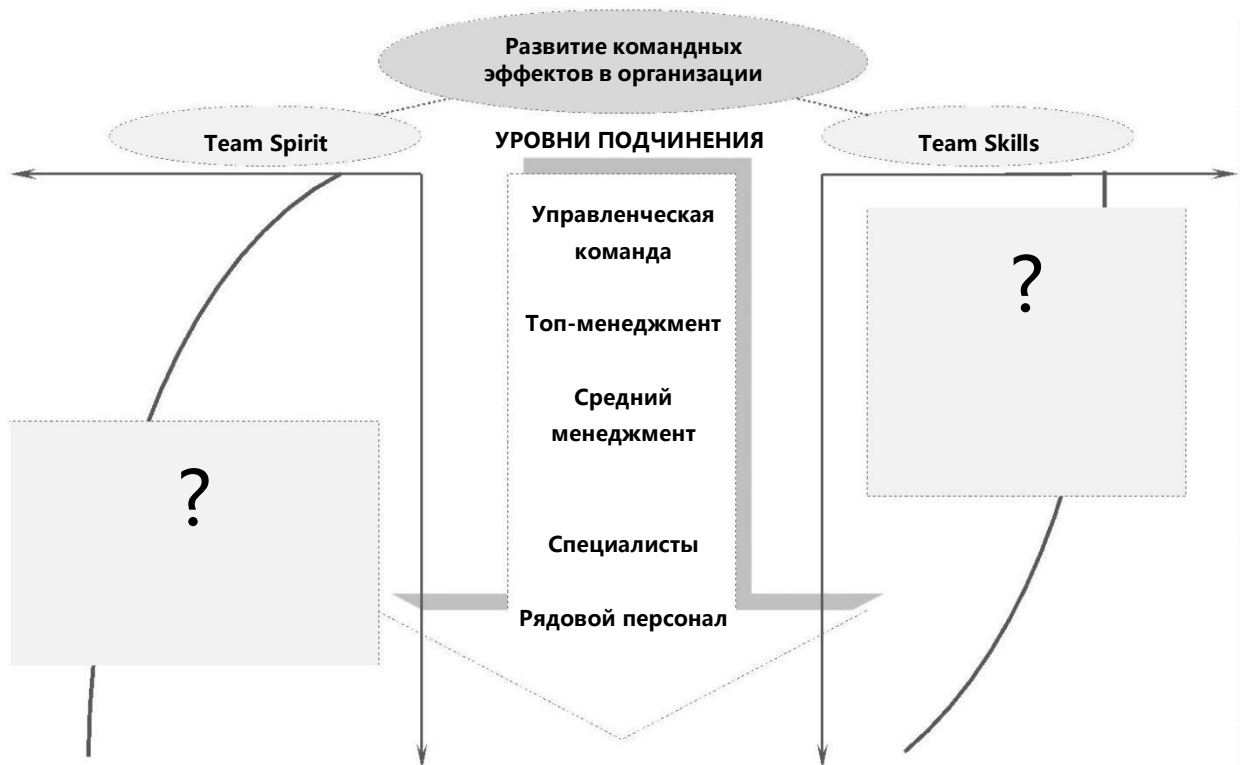 Развитие командных
эффектов в организации
Team Spirit
УРОВНИ ПОДЧИНЕНИЯ
Team Skills
Управленческая
команда
?
Топ-менеджмент
Средний
менеджмент
?
Специалисты
Рядовой персонал